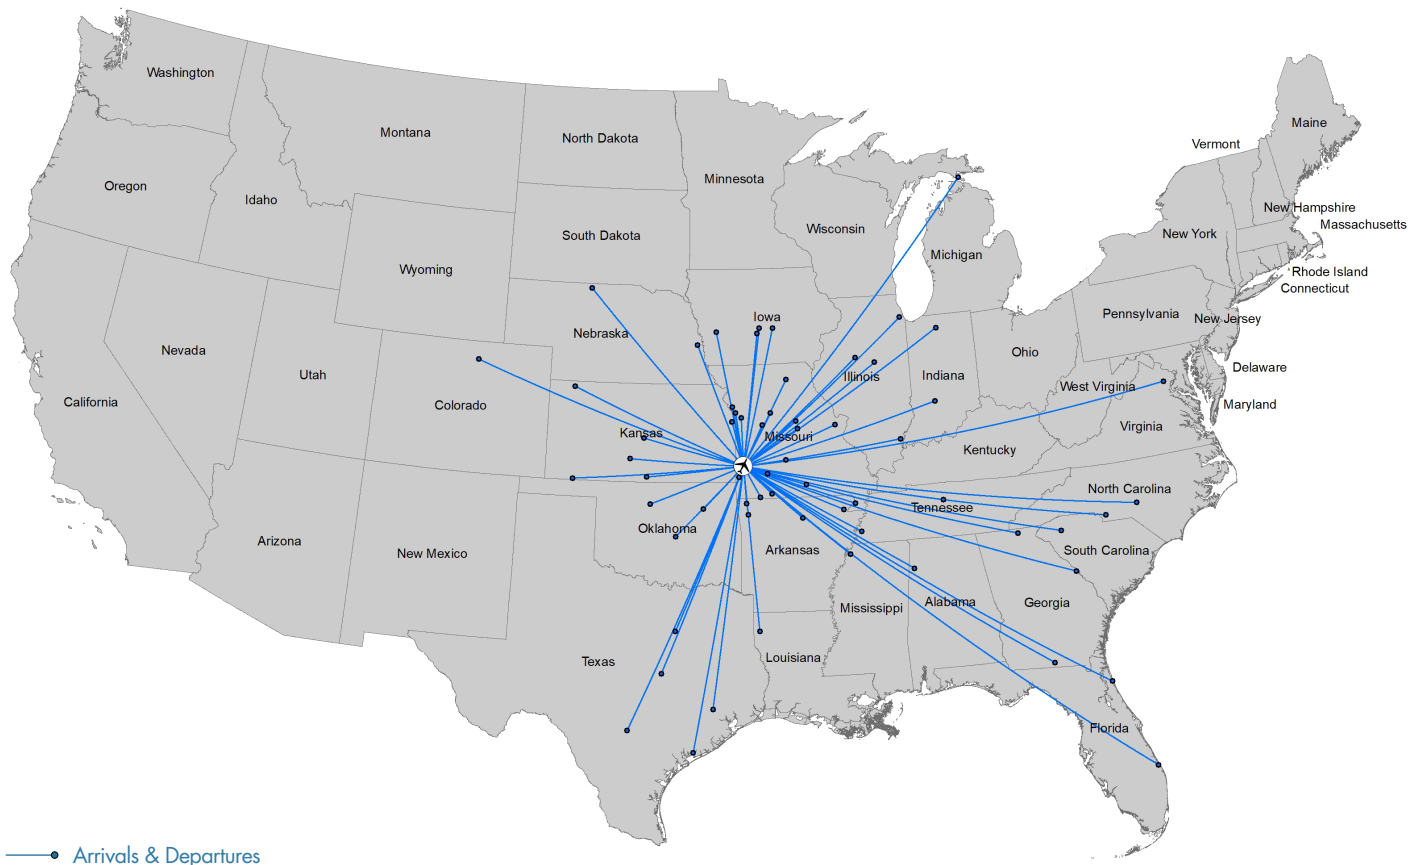 Washington
Montana
North Dakota
Minnesota
Maine
Vermont
Oregon
Idaho
New Hampshire
Massachusetts
South Dakota
Wisconsin
New York
Wyoming
Michigan
Rhode Island
Connecticut
Iowa
Pennsylvania
New Jersey
Nebraska
Nevada
Ohio
Delaware
Utah
Illinois
Indiana
West Virginia
California
Colorado
Maryland
Virginia
Kansas
Missouri
Kentucky
North Carolina
Tennessee
Oklahoma
Arizona
New Mexico
Arkansas
South Carolina
Mississippi
Alabama
Georgia
Texas
Louisiana
Florida
Arrivals & Departures